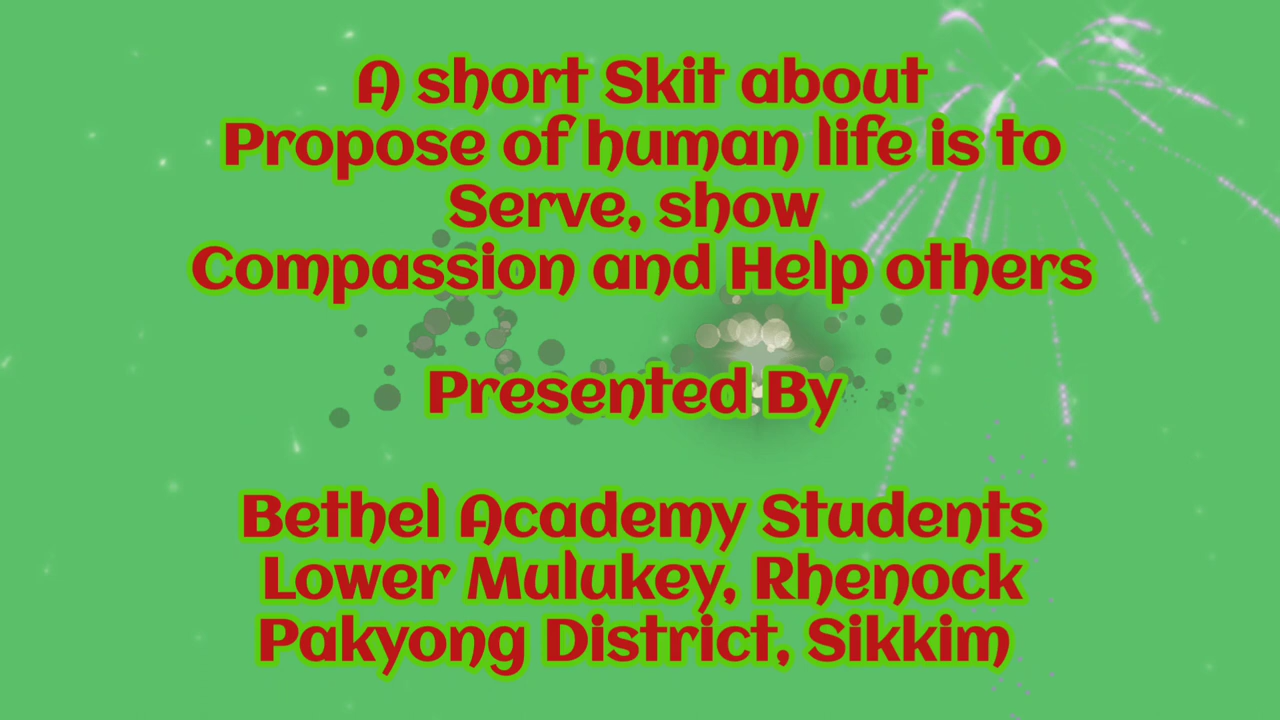 A short Skit about
Propose of human life is to
Serve, show
Compassion and Help others
Presented By
Bethel Academy Students
Lower Mulukey, Rhenock
Pakyong District, Sikkim